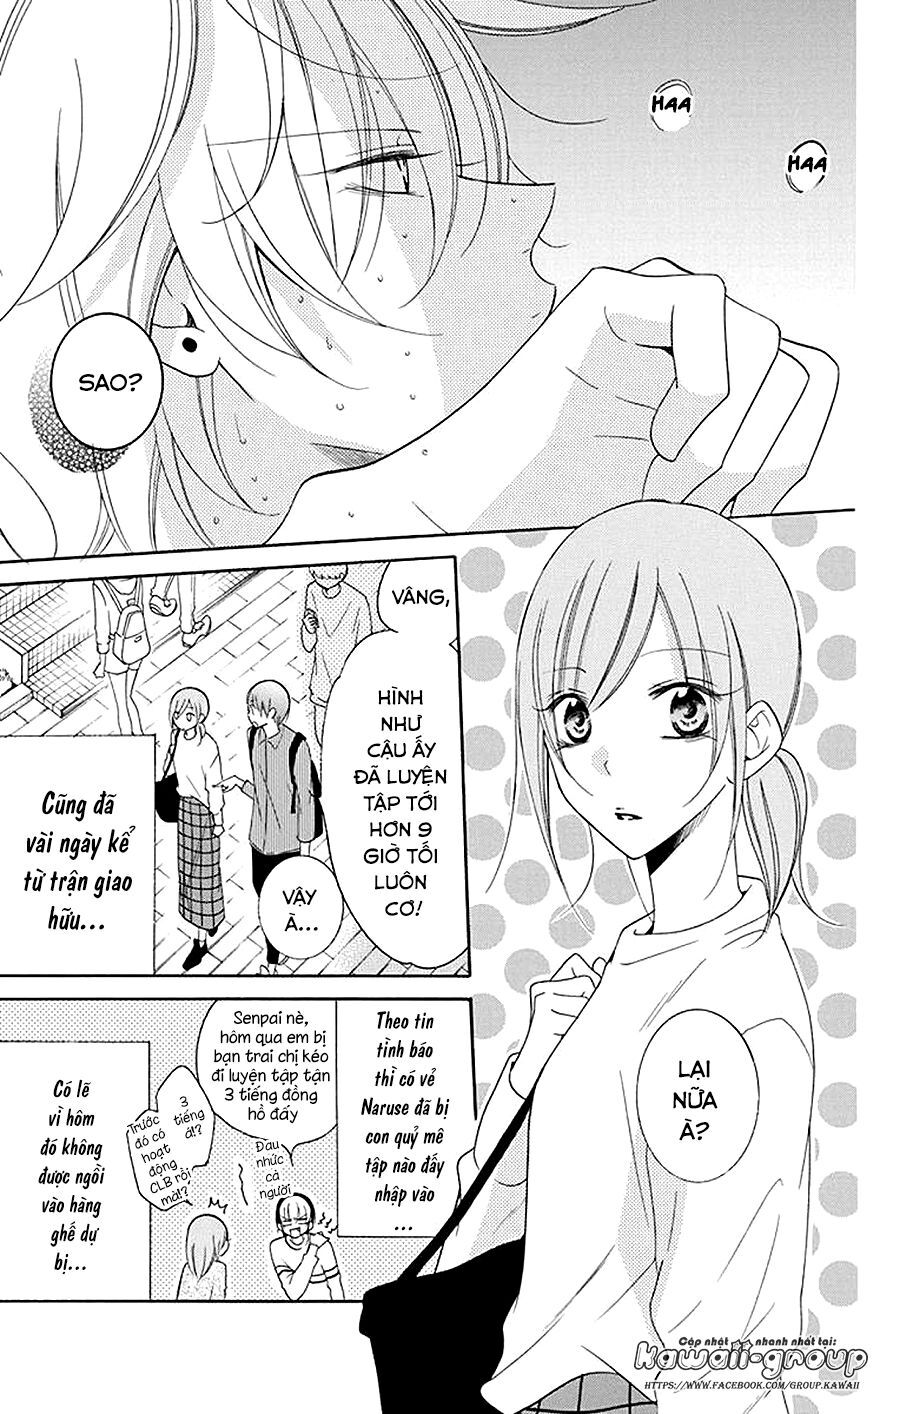 HAA
HAA
SAO?
LẠI
NỮA
À?
VÂNG,
HÌNH
NHƯ
CẬU ẤY
ĐÃ LUYỆN
TẬP TỚI
HƠN 9
GIỜ TỐI
LUÔN
CƠ!
VẬY
À...
Cũng đã
vài ngày kể
từ trận giao
hữu...
Theo tin
tình báo
thì có vẻ
Naruse đã bị
con quỷ mê
tập nào đấy
nhập vào
...
Senpai nè,
hôm qua em bị
bạn trai chị kéo
đi luyện tập tận
3 tiếng đồng
hồ đấy
Đau
nhức
cả
người
3
tiếng
á!?
Trước
đó có
hoạt
động
CLB rồi
mà!?
Có lẽ
vì hôm
đó không
được ngồi
vào hàng
ghế dự
bị...
Cập nhật nhanh nhất tại:
kawaii-group
HTTPS://WWW.FACEBOOK.COM/GROUP.KAWAII